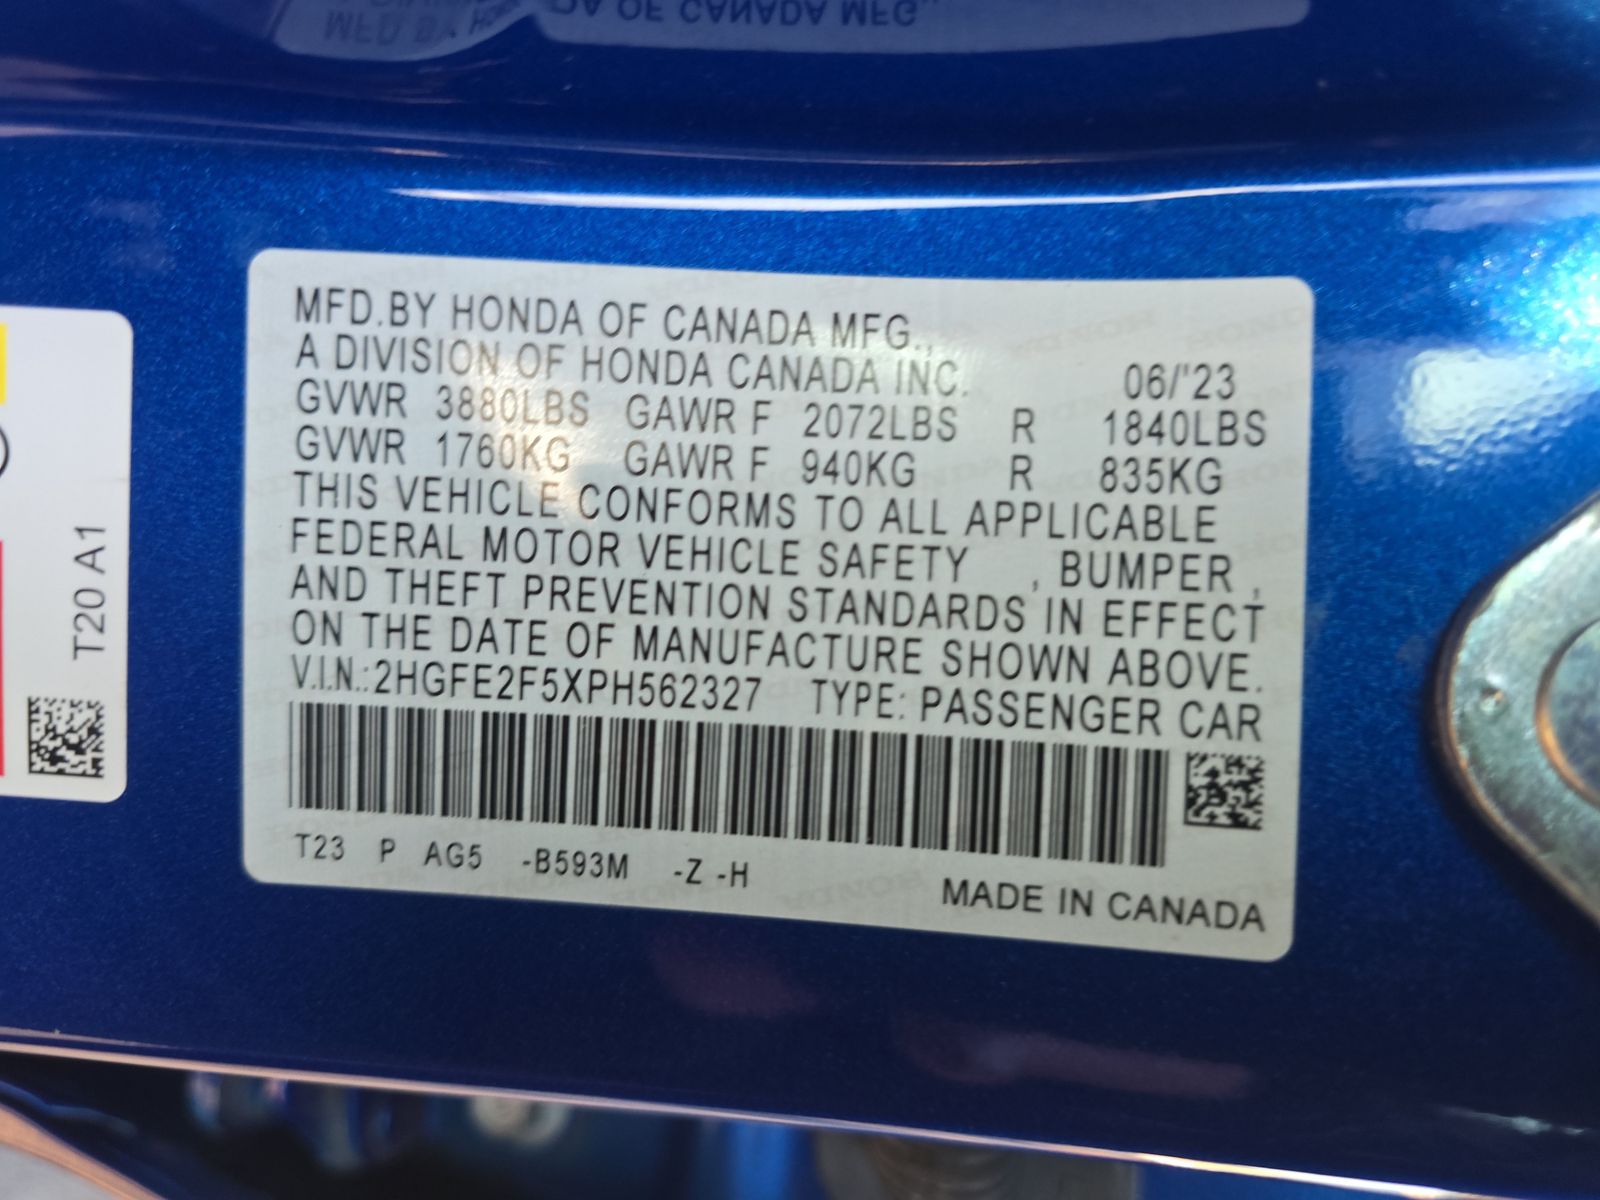 MFD.BY HONDA OF CANADA MFG.,
A DIVISION OF HONDA CANADA INC. 06/'23
GVWR 3880LBS GAWR F 2072LBS R 1840LBS
GVWR 1760KG GAWR F 940KG R 835KG
THIS VEHICLE CONFORMS TO ALL APPLICABLE
FEDERAL MOTOR VEHICLE SAFETY , BUMPER ,
AND THEFT PREVENTION STANDARDS IN EFFECT
ON THE DATE OF MANUFACTURE SHOWN ABOVE.
V.I.N.:2HGFE2F5XPH562327 TYPE: PASSENGER CAR
T23 P AG5 -B593M -Z -H
MADE IN CANADA
T20 A1